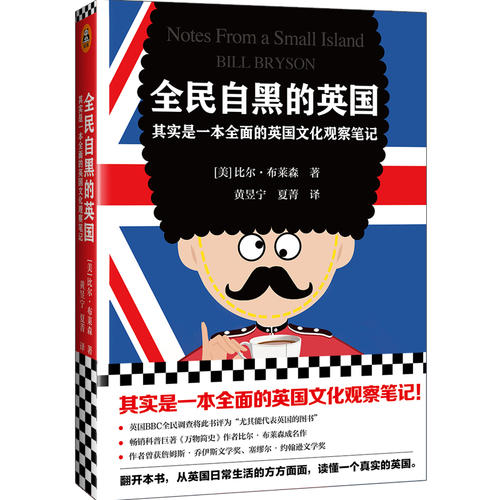 Notes From a Small Island
BILL BRYSON
全民自黑的英国
其实是一本全面的英国文化观察笔记
[美]比尔·布莱森 著
黄昱宁 夏菁 译
其实是一本全面的英国文化观察笔记!
• 英国BBC全民调查将此书评为“尤其能代表英国的图书”
• 畅销科普巨著《万物简史》作者比尔·布莱森成名作
• 作者曾获詹姆斯·乔伊斯文学奖、塞缪尔·约翰逊文学奖
翻开本书,从英国日常生活的方方面面,读懂一个真实的英国。
全民自黑的英国
其实是一本全面的英国文化观察笔记
[美]比尔·布莱森 著
黄昱宁 夏菁 译